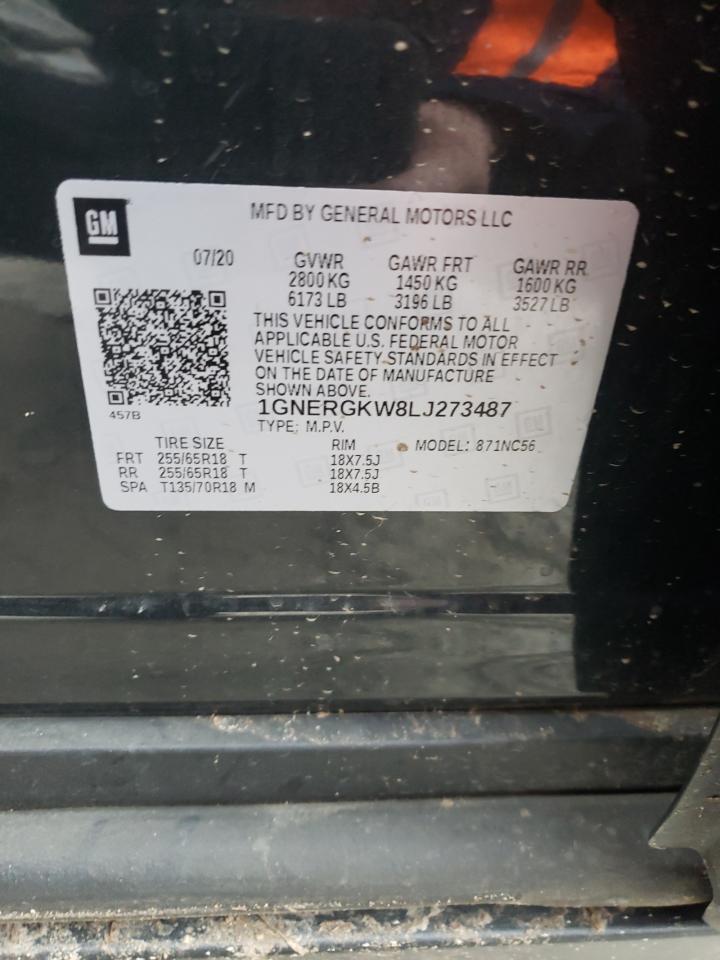 GM
MFD BY GENERAL MOTORS LLC
07/20 GVWR GAWR FRT GAWR RR
2800 KG 1450 KG 1600 KG
6173 LB 3196 LB 3527 LB
THIS VEHICLE CONFORMS TO ALL
APPLICABLE U.S. FEDERAL MOTOR
VEHICLE SAFETY STANDARDS IN EFFECT
ON THE DATE OF MANUFACTURE
SHOWN ABOVE.
457B 1GNERGKW8LJ273487
TYPE: M.P.V.
TIRE SIZE RIM MODEL: 871NC56
FRT 255/65R18 T 18X7.5J
RR 255/65R18 T 18X7.5J
SPA T135/70R18 M 18X4.5B